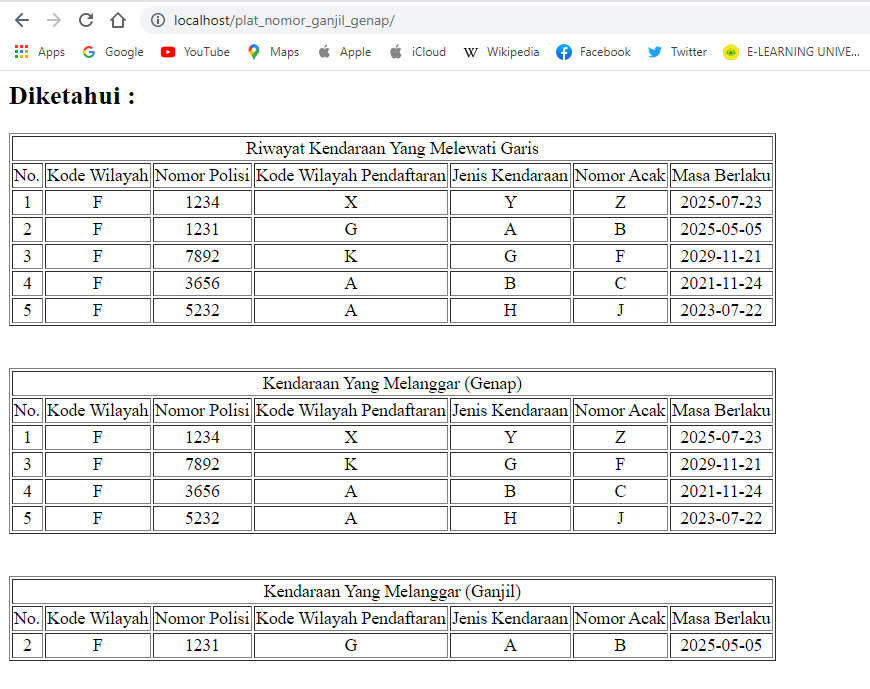 localhost/plat_nomor_ganjil_genap/
Apps Google YouTube Maps Apple iCloud W Wikipedia Facebook Twitter E-LEARNING UNIVE...
Diketahui :
Riwayat Kendaraan Yang Melewati Garis
No. Kode Wilayah Nomor Polisi Kode Wilayah Pendaftaran Jenis Kendaraan Nomor Acak Masa Berlaku
1 F 1234 X Y Z 2025-07-23
2 F 1231 G A B 2025-05-05
3 F 7892 K G F 2029-11-21
4 F 3656 A B C 2021-11-24
5 F 5232 A H J 2023-07-22
Kendaraan Yang Melanggar (Genap)
No. Kode Wilayah Nomor Polisi Kode Wilayah Pendaftaran Jenis Kendaraan Nomor Acak Masa Berlaku
1 F 1234 X Y Z 2025-07-23
3 F 7892 K G F 2029-11-21
4 F 3656 A B C 2021-11-24
5 F 5232 A H J 2023-07-22
Kendaraan Yang Melanggar (Ganjil)
No. Kode Wilayah Nomor Polisi Kode Wilayah Pendaftaran Jenis Kendaraan Nomor Acak Masa Berlaku
2 F 1231 G A B 2025-05-05